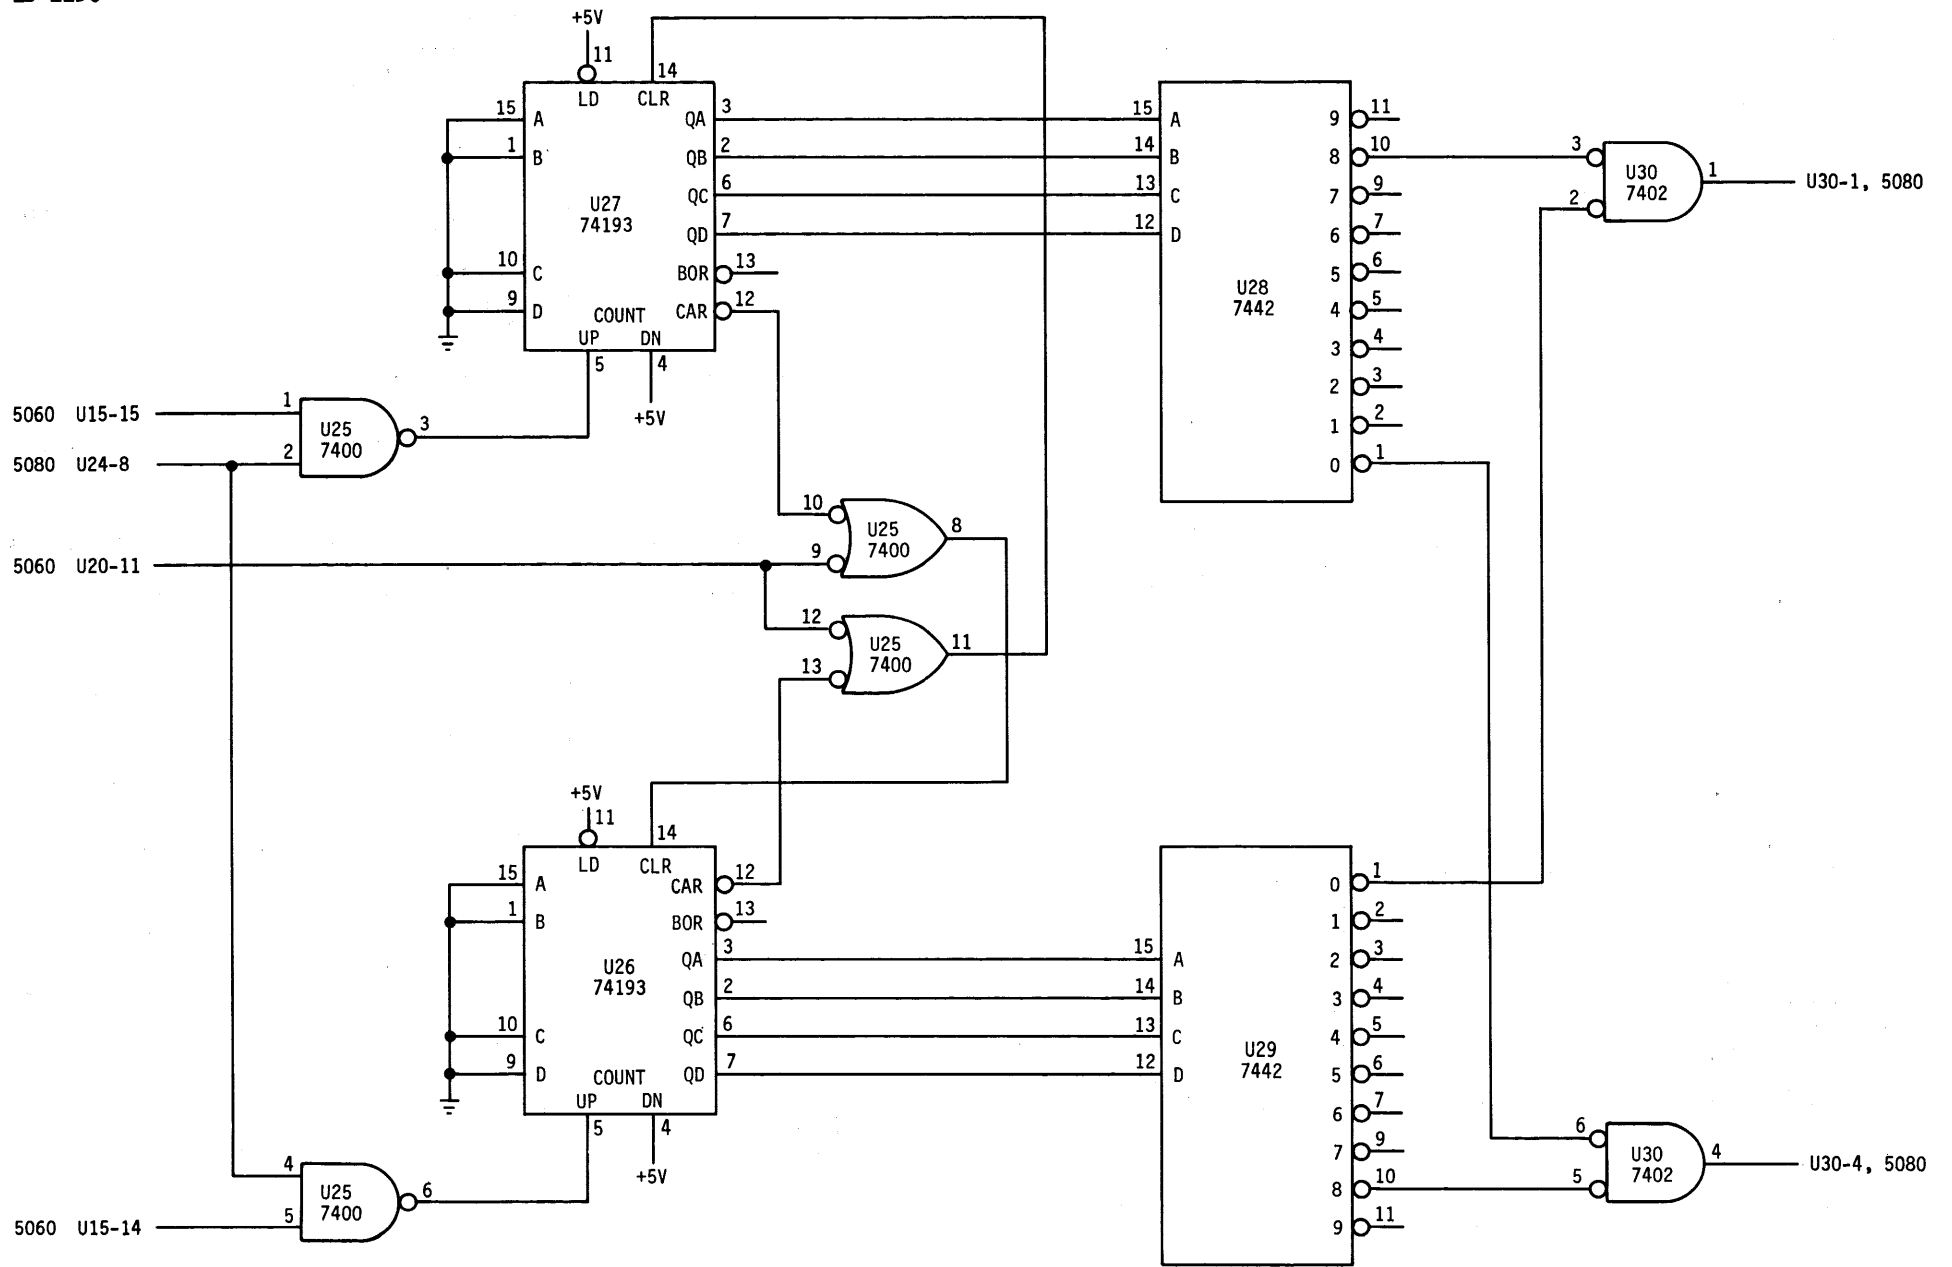 +5V
11
14
LD CLR
15 A
1 B
10 C
9 D
U27
74193
QA 3
QB 2
QC 6
QD 7
BOR 13
CAR 12
COUNT
UP DN
5 4
+5V
15 A
14 B
13 C
12 D
U28
7442
9 11
8 10
7 9
6 7
5 6
4 5
3 4
2 3
1 2
0 1
3
2
U30
7402
1
U30-1, 5080
5060 U15-15
5080 U24-8
1
2
U25
7400
3
5060 U20-11
10
9
U25
7400
8
12
13
U25
7400
11
+5V
11
14
LD CLR
15 A
1 B
10 C
9 D
U26
74193
CAR 12
BOR 13
QA 3
QB 2
QC 6
QD 7
COUNT
UP DN
5 4
+5V
15 A
14 B
13 C
12 D
U29
7442
0 1
1 2
2 3
3 4
4 5
5 6
6 7
7 9
8 10
9 11
6
5
U30
7402
4
U30-4, 5080
4
5
U25
7400
6
5060 U15-14